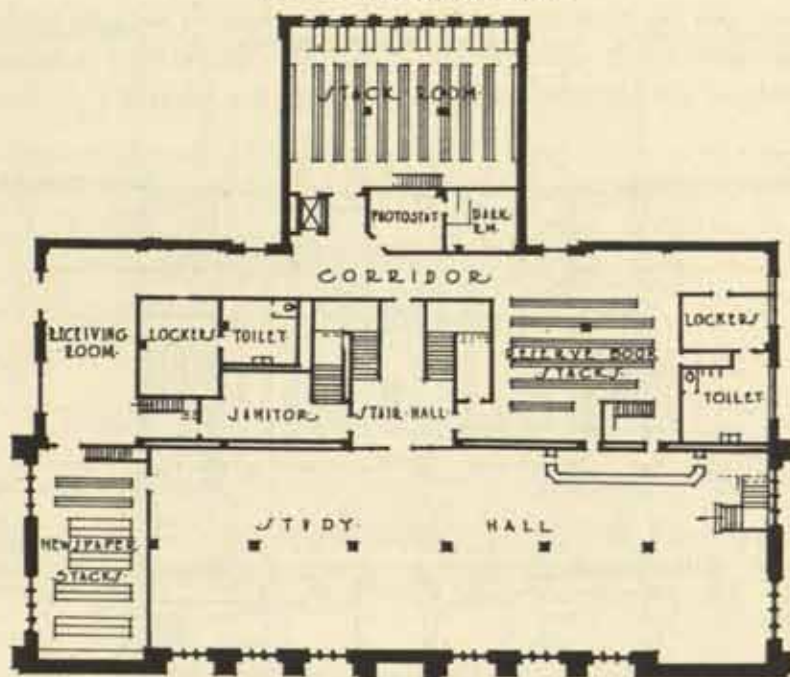 STACK ROOM
PHOTOSTAT
DARK
RM.
CORRIDOR
RECEIVING
ROOM
LOCKERS
TOILET
LOCKERS
RESERVE BOOK
STACKS
TOILET
JANITOR
STAIR HALL
STUDY HALL
NEWSPAPER
STACKS